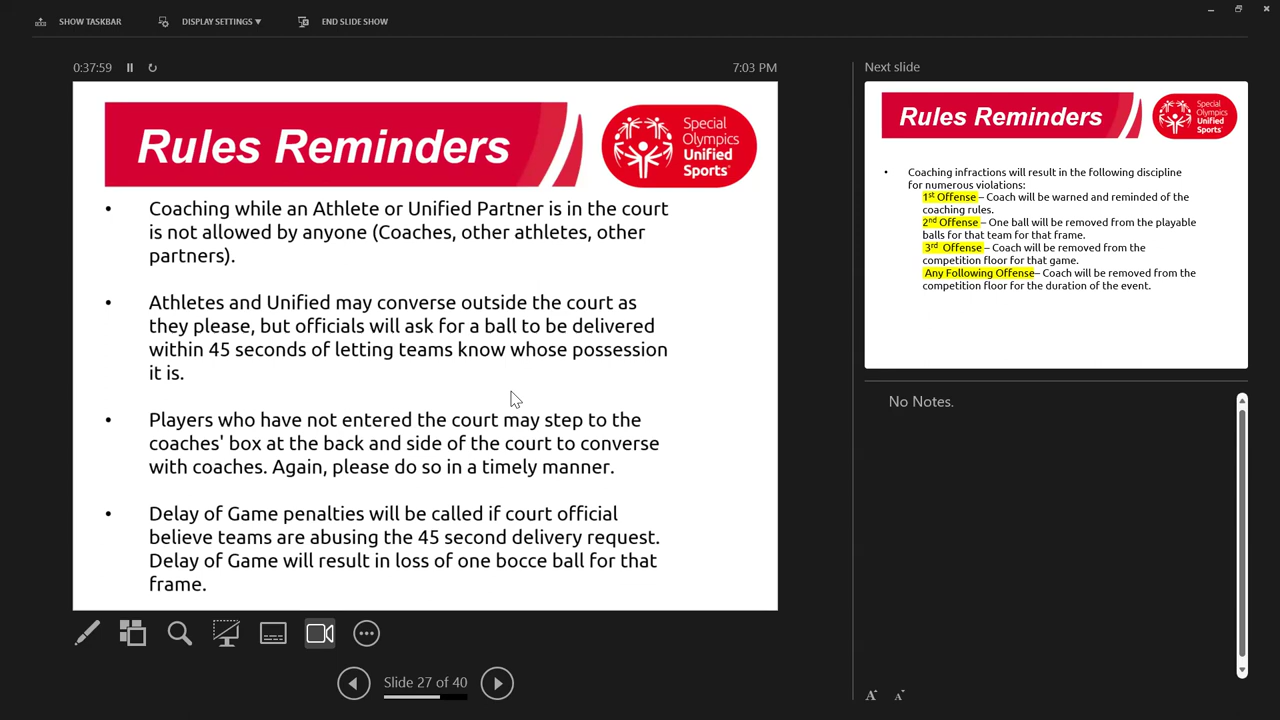 SHOW TASKBAR
DISPLAY SETTINGS ▼
END SLIDE SHOW
0:37:59
7:03 PM
Rules Reminders
Special
Olympics
Unified
Sports®
• Coaching while an Athlete or Unified Partner is in the court
is not allowed by anyone (Coaches, other athletes, other
partners).
• Athletes and Unified may converse outside the court as
they please, but officials will ask for a ball to be delivered
within 45 seconds of letting teams know whose possession
it is.
• Players who have not entered the court may step to the
coaches' box at the back and side of the court to converse
with coaches. Again, please do so in a timely manner.
• Delay of Game penalties will be called if court official
believe teams are abusing the 45 second delivery request.
Delay of Game will result in loss of one bocce ball for that
frame.
Slide 27 of 40
Next slide
Rules Reminders
Special
Olympics
Unified
Sports®
• Coaching infractions will result in the following discipline
for numerous violations:
1st Offense – Coach will be warned and reminded of the
coaching rules.
2nd Offense – One ball will be removed from the playable
balls for that team for that frame.
3rd Offense – Coach will be removed from the
competition floor for that game.
Any Following Offense– Coach will be removed from the
competition floor for the duration of the event.
No Notes.
A A